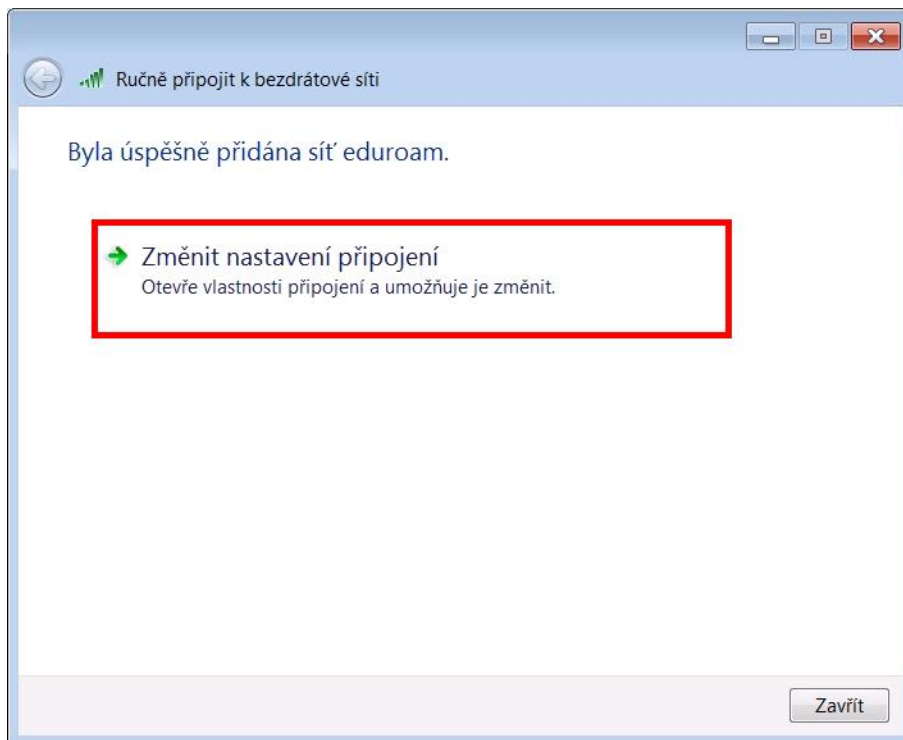 Ručně připojit k bezdrátové síti
Byla úspěšně přidána síť eduroam.
Změnit nastavení připojení
Otevře vlastnosti připojení a umožňuje je změnit.
Zavřít